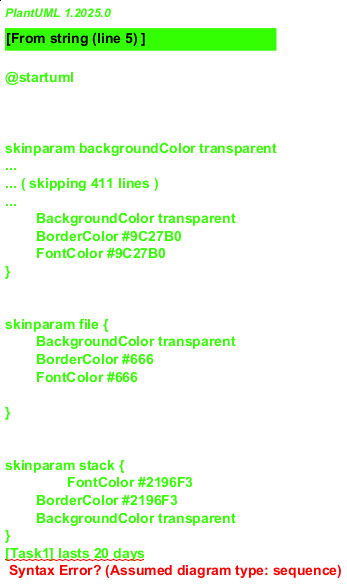 PlantUML 1.2025.0
[From string (line 5) ]
@startuml
skinparam backgroundColor transparent
...
... ( skipping 411 lines )
...
BackgroundColor transparent
BorderColor #9C27B0
FontColor #9C27B0
}
skinparam file {
BackgroundColor transparent
BorderColor #666
FontColor #666
}
skinparam stack {
FontColor #2196F3
BorderColor #2196F3
BackgroundColor transparent
}
[Task1] lasts 20 days
Syntax Error? (Assumed diagram type: sequence)